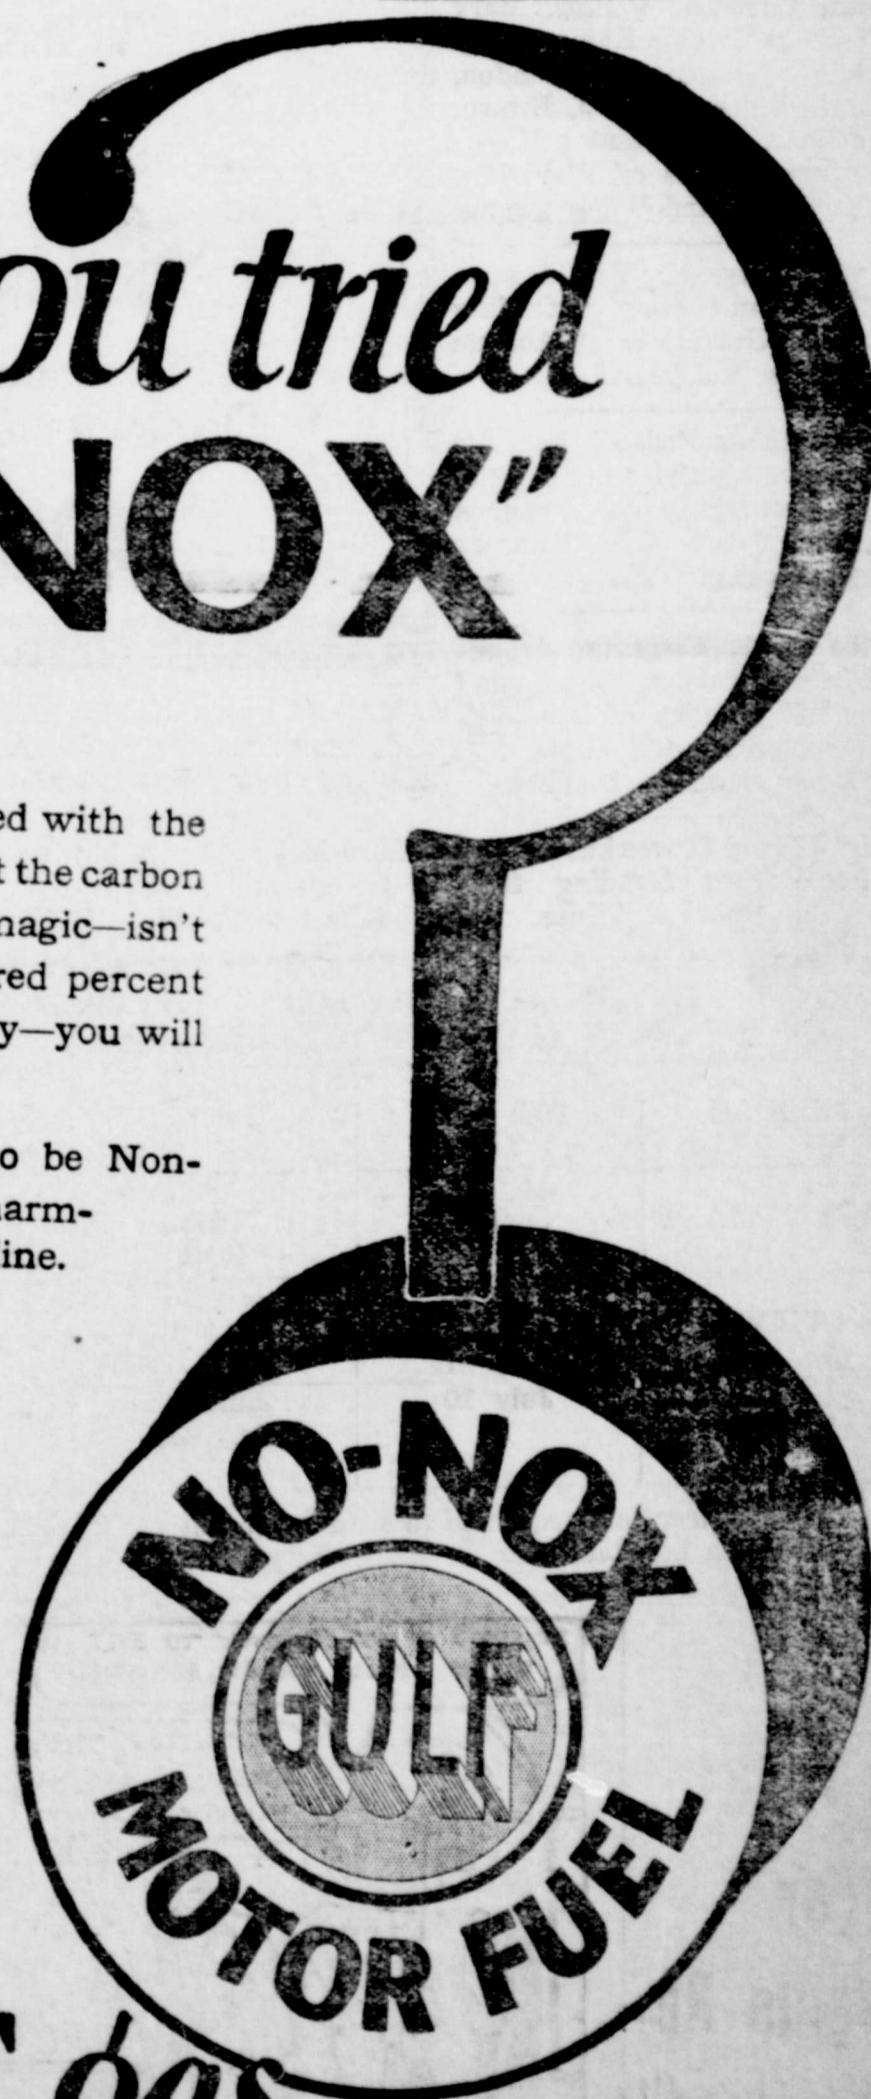 ou tried
NOX"
ed with the
t the carbon
nagic—isn't
red percent
y—you will
o be Non-
arm-
ine.
NO-NOX
GULF
MOTOR FUEL